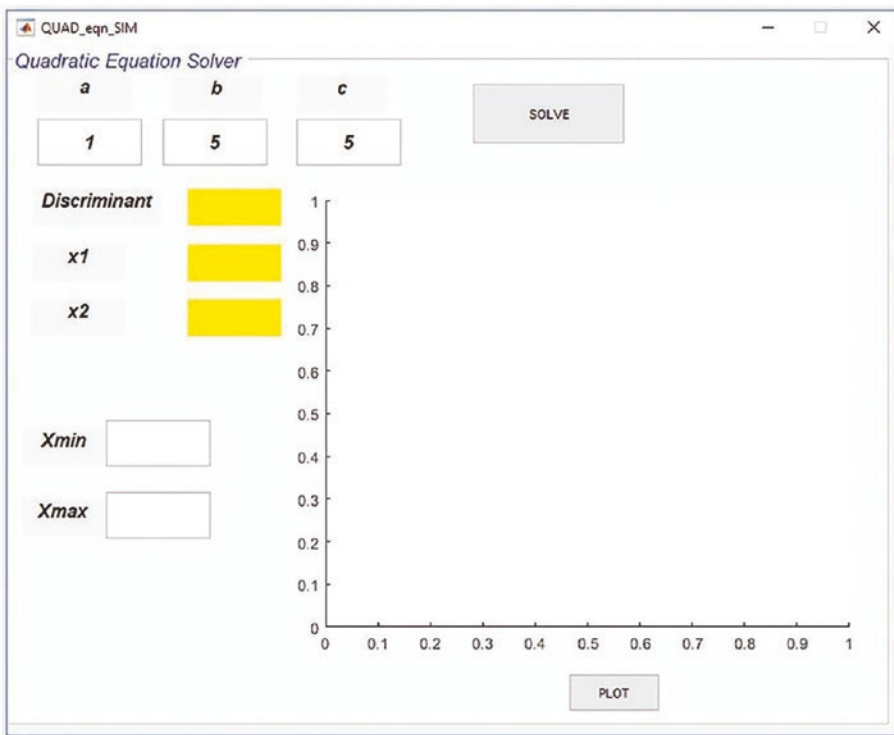 QUAD_eqn_SIM
Quadratic Equation Solver
a b c
SOLVE
1 5 5
Discriminant
x1
x2
Xmin
Xmax
1
0.9
0.8
0.7
0.6
0.5
0.4
0.3
0.2
0.1
0
0 0.1 0.2 0.3 0.4 0.5 0.6 0.7 0.8 0.9 1
PLOT